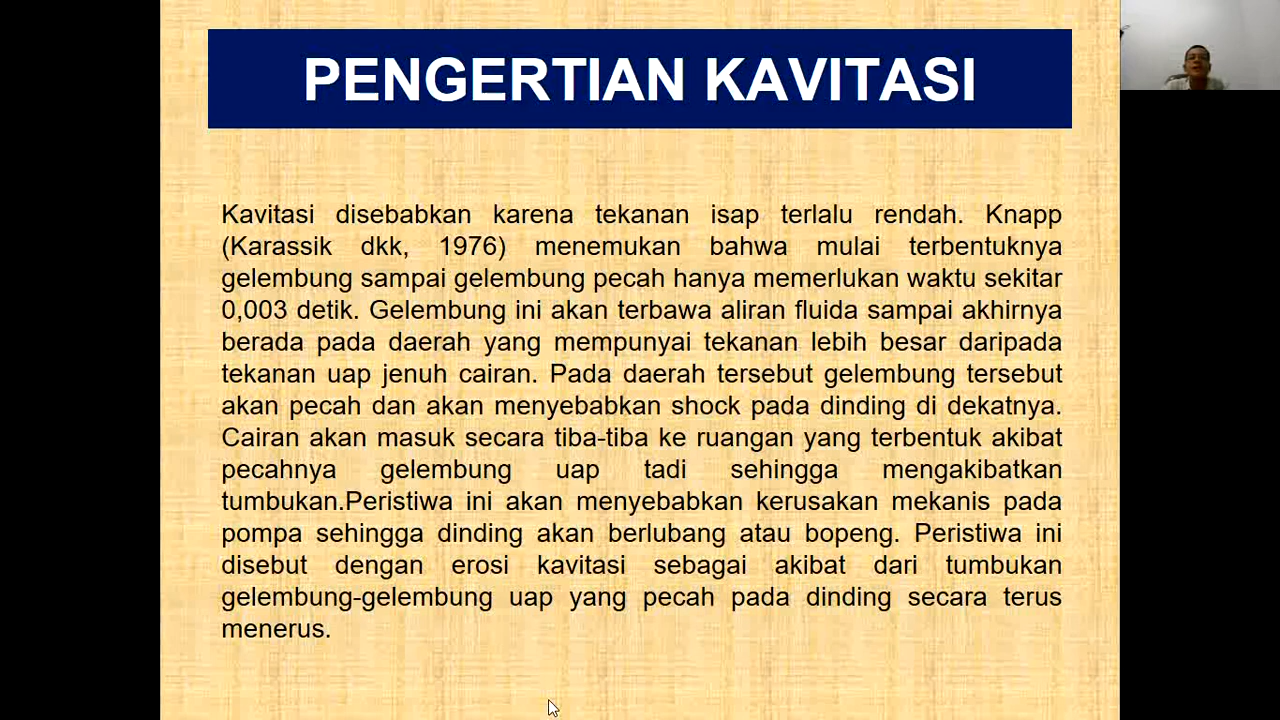 PENGERTIAN KAVITASI
Kavitasi disebabkan karena tekanan isap terlalu rendah. Knapp
(Karassik dkk, 1976) menemukan bahwa mulai terbentuknya
gelembung sampai gelembung pecah hanya memerlukan waktu sekitar
0,003 detik. Gelembung ini akan terbawa aliran fluida sampai akhirnya
berada pada daerah yang mempunyai tekanan lebih besar daripada
tekanan uap jenuh cairan. Pada daerah tersebut gelembung tersebut
akan pecah dan akan menyebabkan shock pada dinding di dekatnya.
Cairan akan masuk secara tiba-tiba ke ruangan yang terbentuk akibat
pecahnya gelembung uap tadi sehingga mengakibatkan
tumbukan.Peristiwa ini akan menyebabkan kerusakan mekanis pada
pompa sehingga dinding akan berlubang atau bopeng. Peristiwa ini
disebut dengan erosi kavitasi sebagai akibat dari tumbukan
gelembung-gelembung uap yang pecah pada dinding secara terus
menerus.